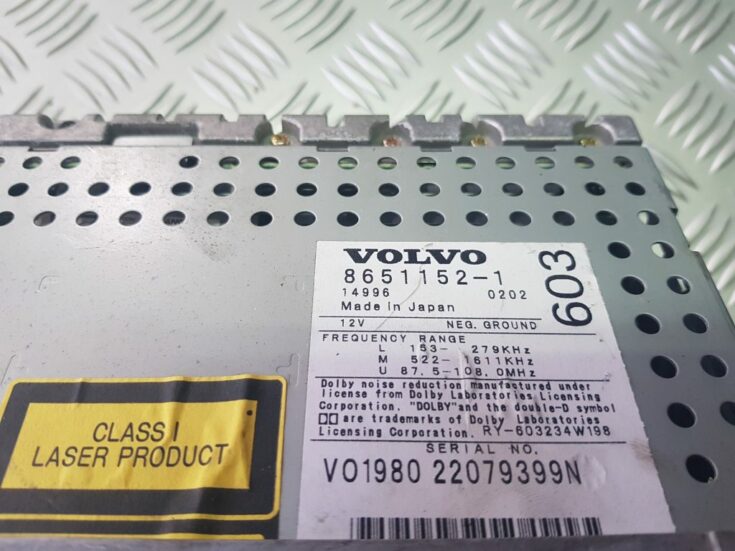 VOLVO
8651152-1
14996 0202
Made in Japan
603
12V NEG. GROUND
FREQUENCY RANGE
L 153- 279KHz
M 522-1611KHz
U 87.5-108.0MHz
Dolby noise reduction manufactured under
license from Dolby Laboratories Licensing
Corporation. "DOLBY"and the double-D symbol
are trademarks of Dolby Laboratories
Licensing Corporation. RY-603234W198
SERIAL NO.
VO1980 22079399N
CLASS I
LASER PRODUCT